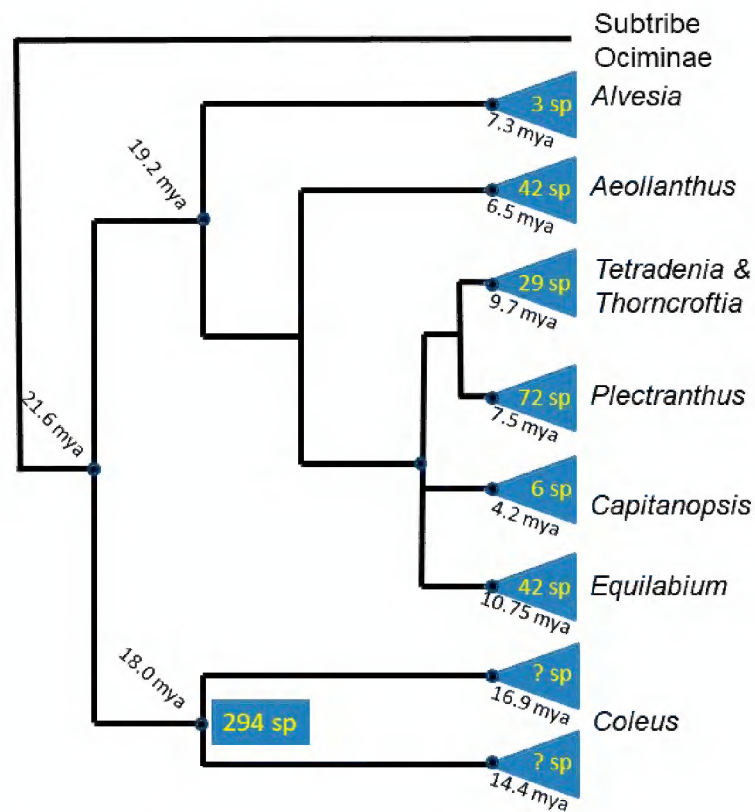 Subtribe
Ociminae
3 sp
Alvesia
7.3 mya
19.2 mya
42 sp
Aeollanthus
6.5 mya
29 sp
Tetradenia &
Thorncroftia
9.7 mya
72 sp
Plectranthus
7.5 mya
21.6 mya
6 sp
Capitanopsis
4.2 mya
42 sp
Equilabium
10.75 mya
18.0 mya
? sp
16.9 mya
294 sp
Coleus
? sp
14.4 mya